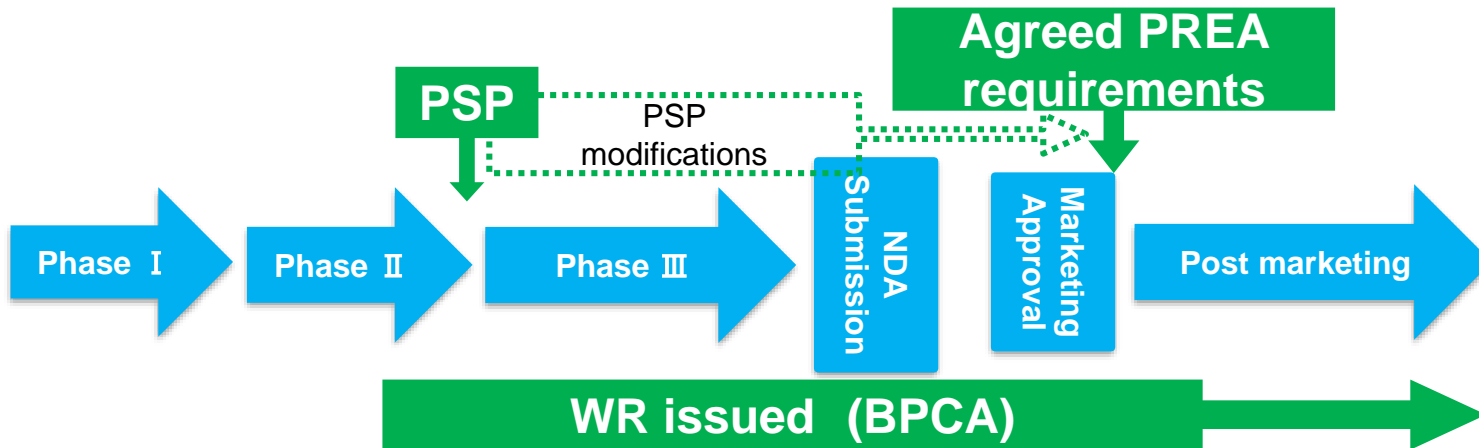 Agreed PREA
requirements
PSP
PSP
modifications
Phase Ⅰ
Phase Ⅱ
Phase Ⅲ
NDA
Submission
Marketing
Approval
Post marketing
WR issued (BPCA)